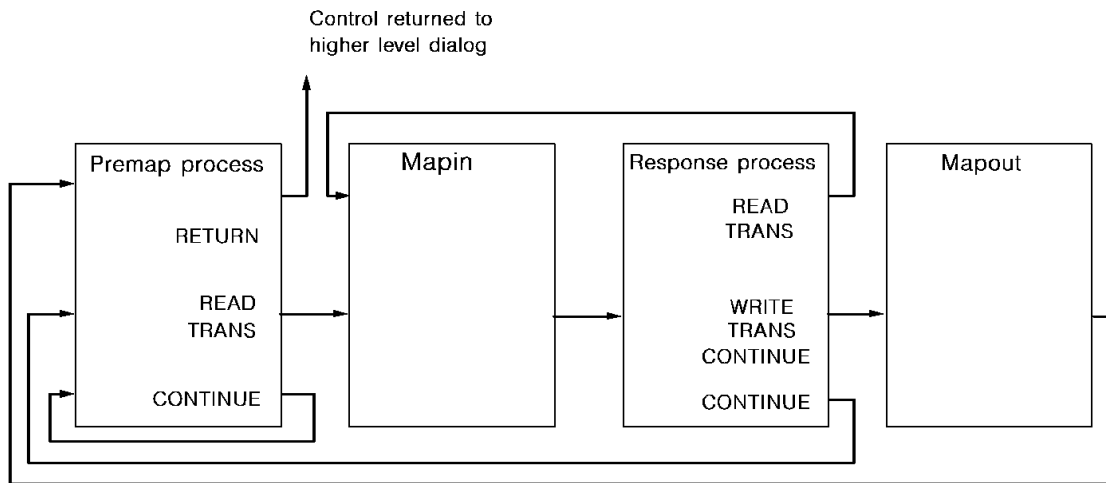 Control returned to
higher level dialog
Premap process
RETURN
READ
TRANS
CONTINUE
Mapin
Response process
READ
TRANS
WRITE
TRANS
CONTINUE
CONTINUE
Mapout